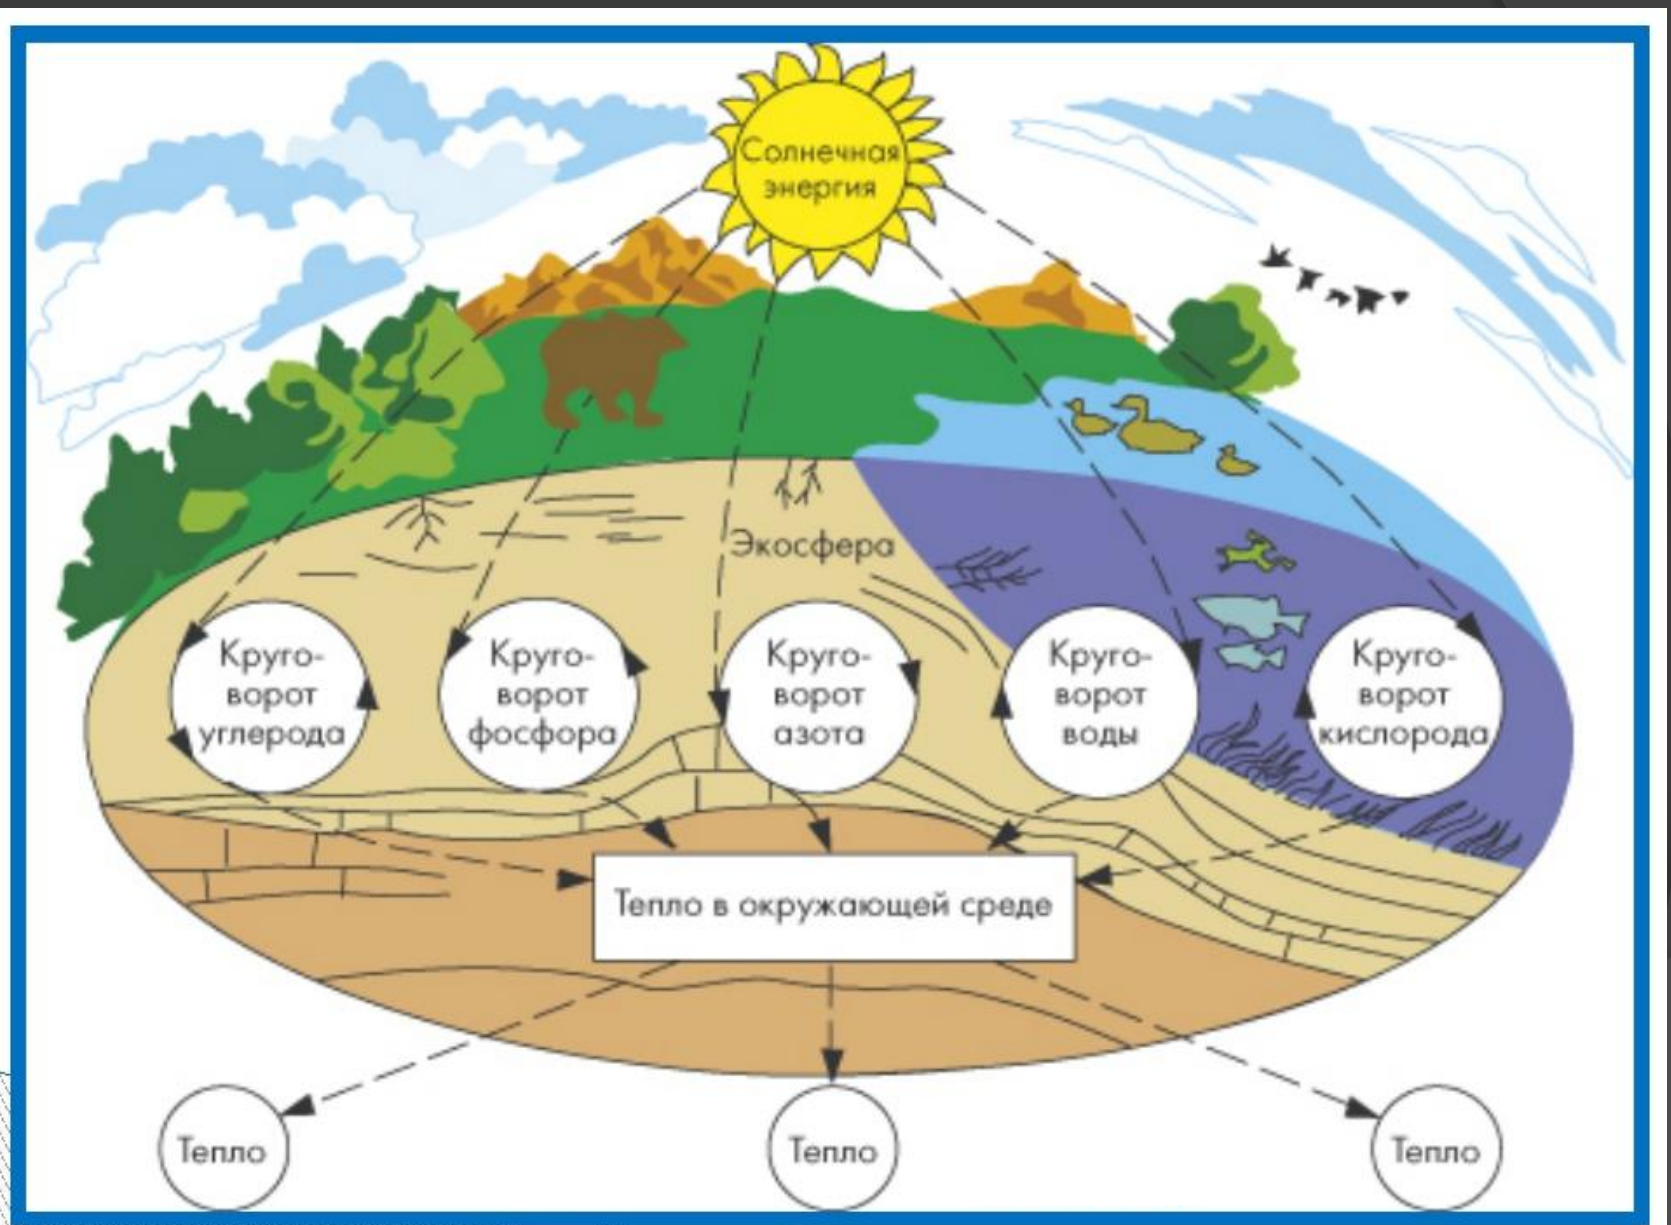 Солнечная
энергия
Экосфера
Круго-
ворот
углерода
Круго-
ворот
фосфора
Круго-
ворот
азота
Круго-
ворот
воды
Круго-
ворот
кислорода
Тепло в окружающей среде
Тепло
Тепло
Тепло